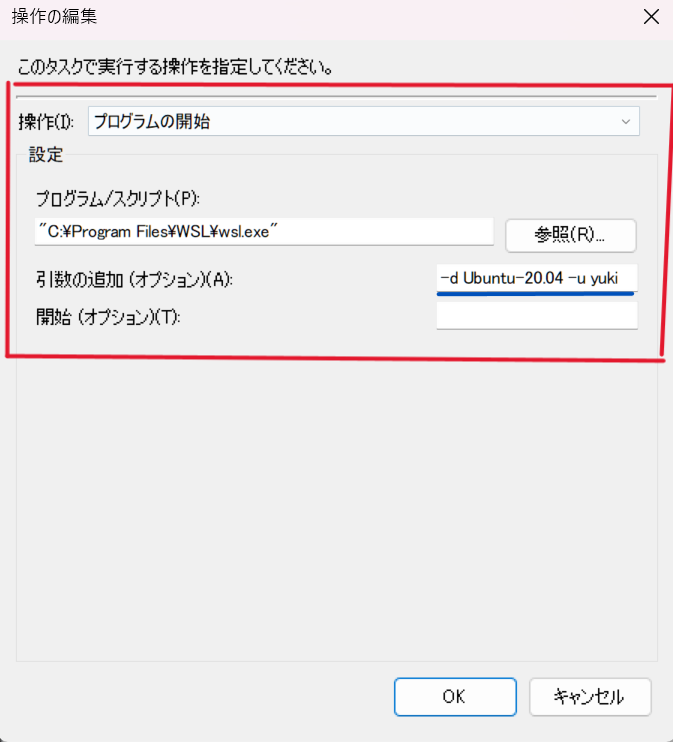 操作の編集
このタスクで実行する操作を指定してください。
操作(I): プログラムの開始
設定
プログラム/スクリプト(P):
"C:¥Program Files¥WSL¥wsl.exe" 参照(R)...
引数の追加 (オプション)(A): -d Ubuntu-20.04 -u yuki
開始 (オプション)(T):
OK キャンセル